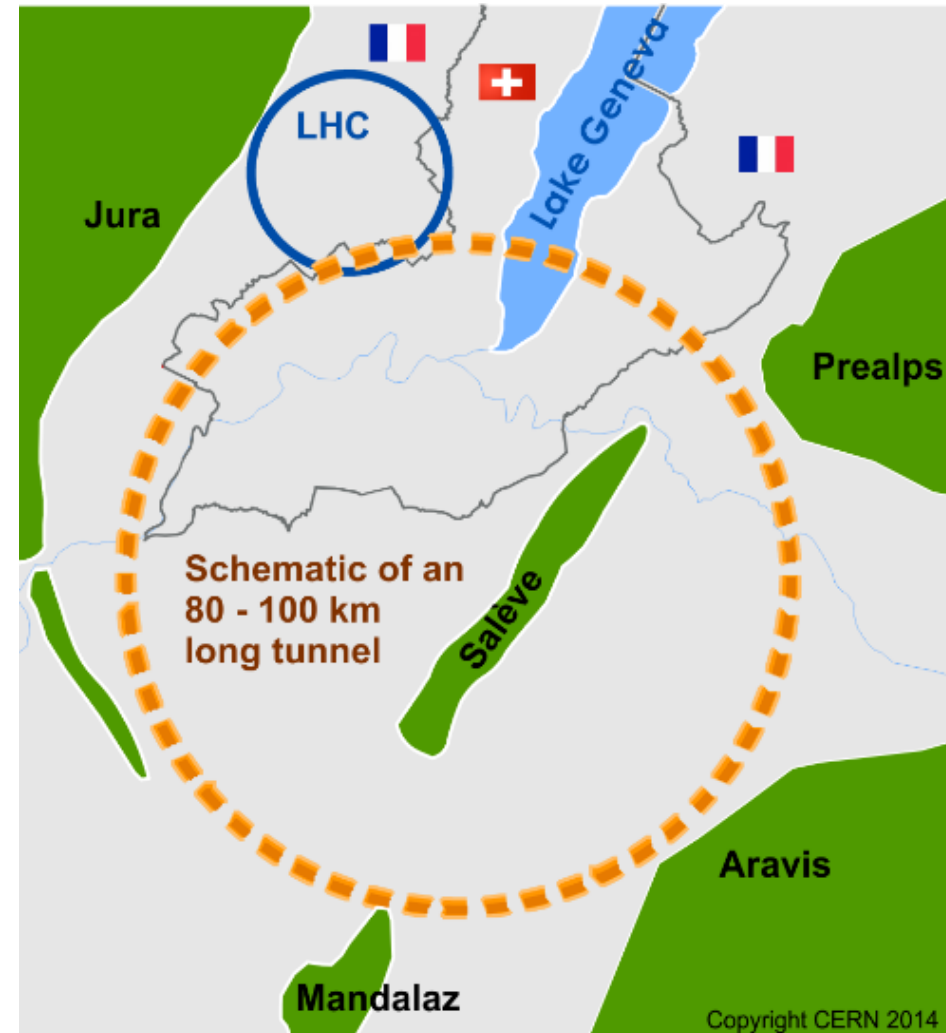 LHC
Lake Geneva
Jura
Prealps
Schematic of an
80 - 100 km
long tunnel
Salève
Aravis
Mandalaz
Copyright CERN 2014